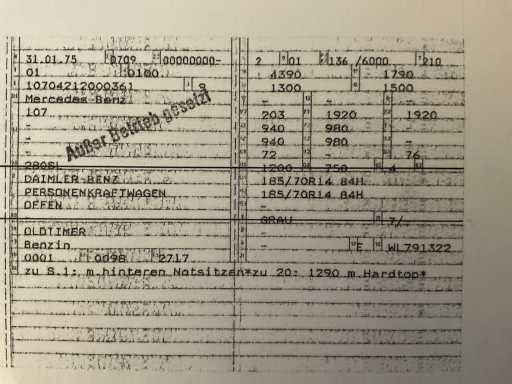 31.01.75 0709 00000000-
01 0100
10704212000361 9
Mercedes-Benz
107
-
-
280SL
DAIMLER-BENZ
PERSONENKRAFTWAGEN
OFFEN
OLDTIMER
Benzin
0001 0098 2717
Außer Betrieb gesetzt
2 01 136 /6000 210
4390 1790
1300 1500
- - -
203 1920 1920
940 980 -
940 980 -
72 - 76
1200 750 4
185/70R14 84H
185/70R14 84H
-
GRAU 7/-
- E WL791322
zu S.1: m.hinteren Notsitzen*zu 20: 1290 m.Hardtop*